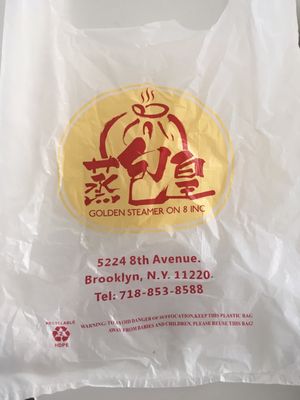 蒸包皇
GOLDEN STEAMER ON 8 INC
5224 8th Avenue.
Brooklyn, N.Y. 11220.
Tel: 718-853-8588
RECYCLABLE
2
HDPE
WARNING: TO AVOID DANGER OF SUFFOCATION,KEEP THIS PLASTIC BAG
AWAY FROM BABIES AND CHILDREN. PLEASE REUSE THIS BAG!